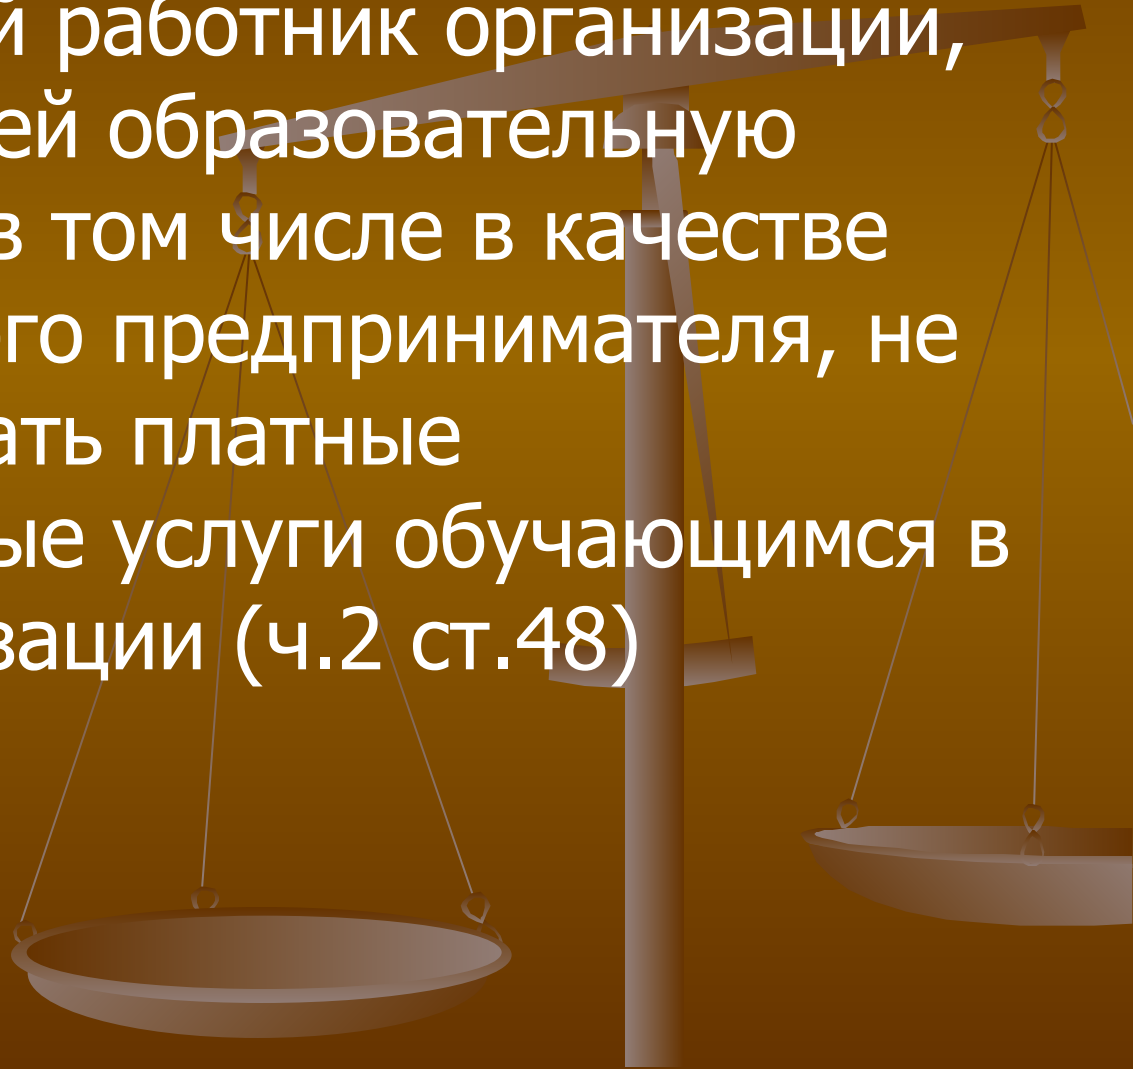 й работник организации,
ей образовательную
в том числе в качестве
го предпринимателя, не
ать платные
ые услуги обучающимся в
зации (ч.2 ст.48)